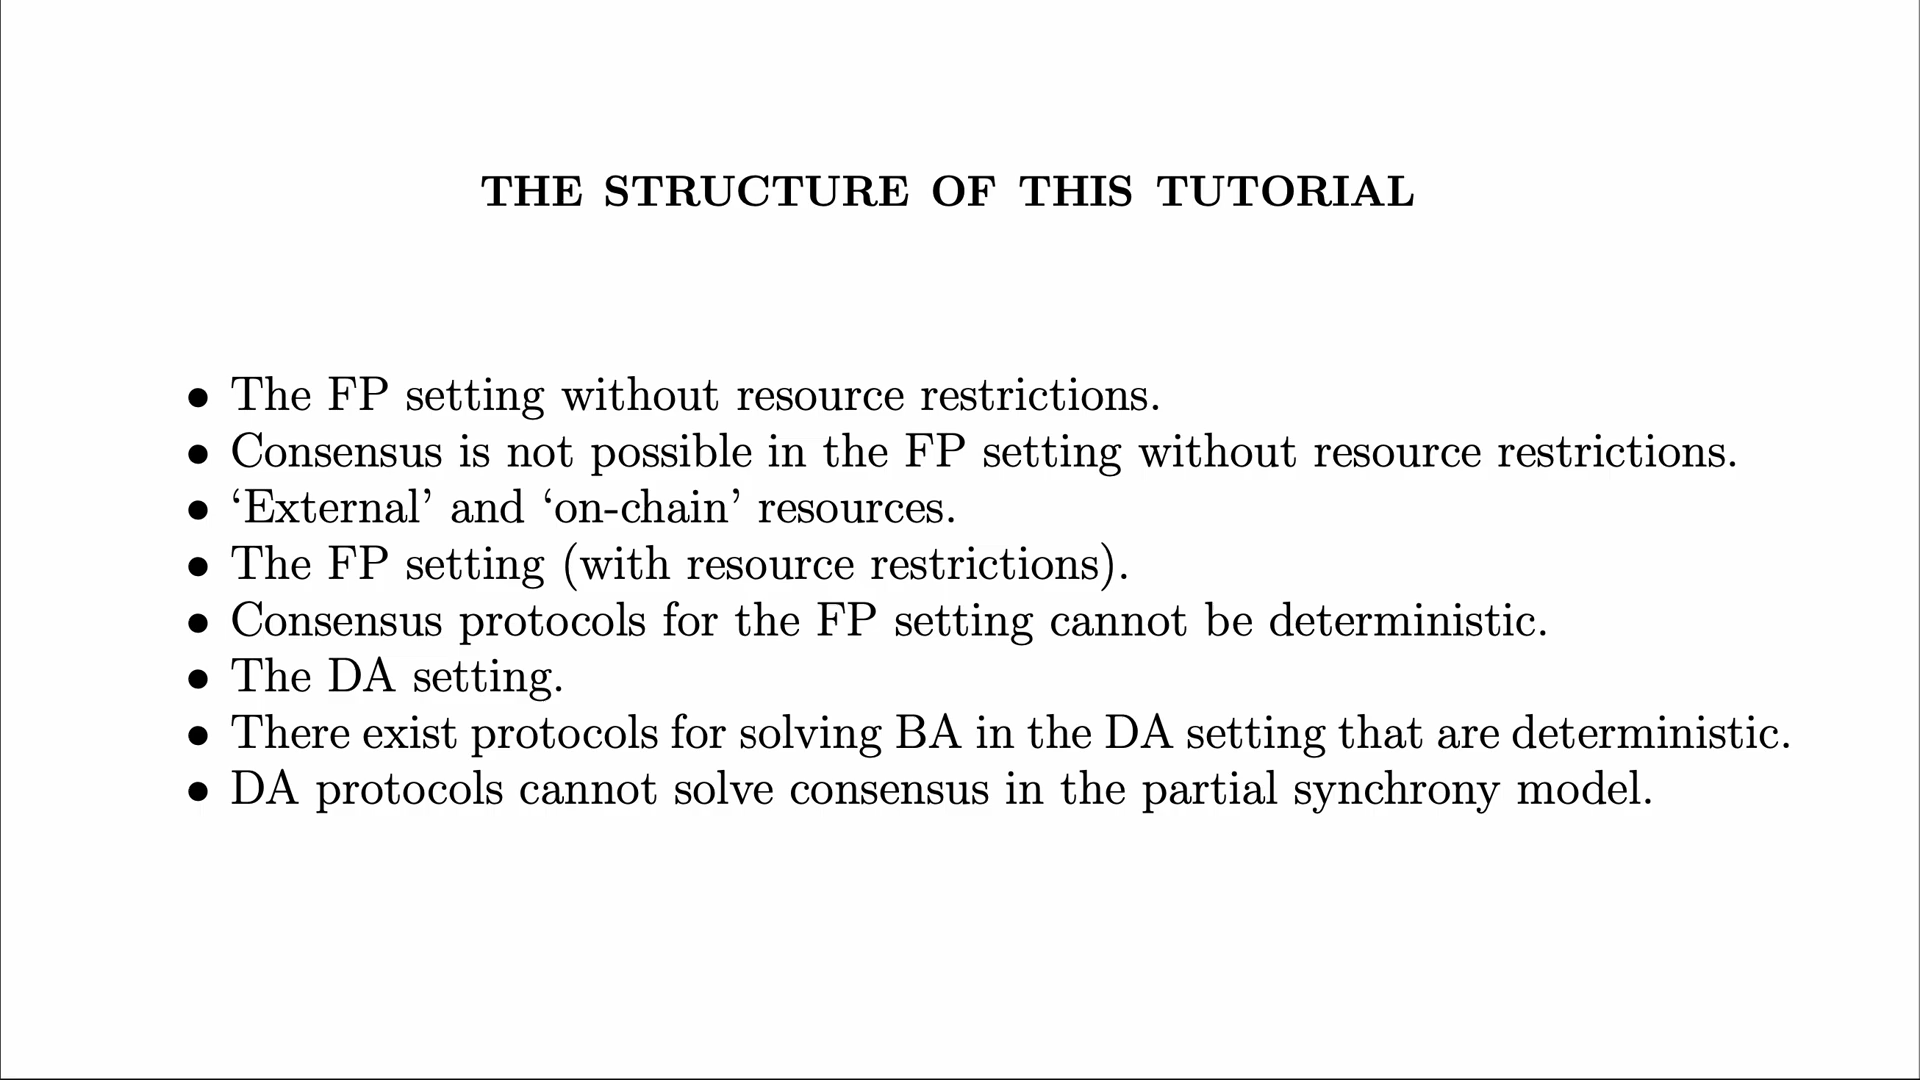 THE STRUCTURE OF THIS TUTORIAL
• The FP setting without resource restrictions.
• Consensus is not possible in the FP setting without resource restrictions.
• ‘External’ and ‘on-chain’ resources.
• The FP setting (with resource restrictions).
• Consensus protocols for the FP setting cannot be deterministic.
• The DA setting.
• There exist protocols for solving BA in the DA setting that are deterministic.
• DA protocols cannot solve consensus in the partial synchrony model.